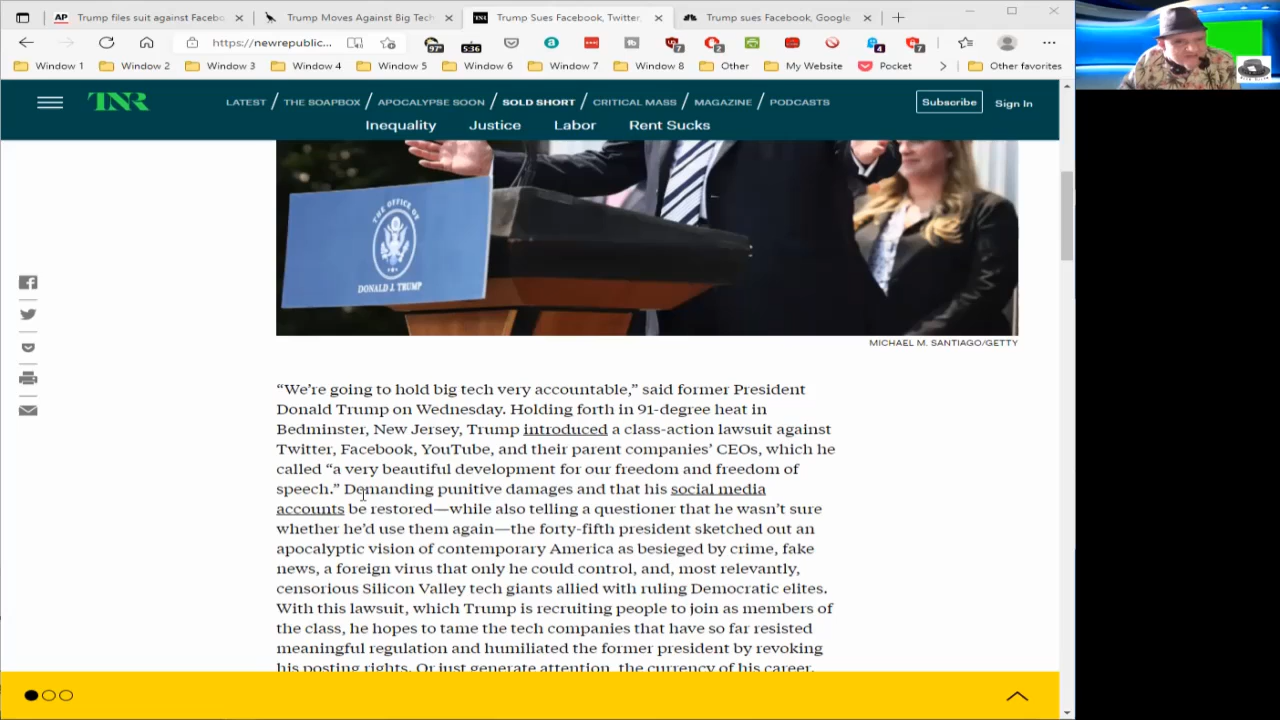 AP Trump files suit against Facebo
Trump Moves Against Big Tech
TNR Trump Sues Facebook, Twitter,
Trump sues Facebook, Google
https://newrepublic...
97°
5:36
7
2
4
7
Window 1
Window 2
Window 3
Window 4
Window 5
Window 6
Window 7
Window 8
Other
My Website
Pocket
Other favorites
TNR
LATEST / THE SOAPBOX / APOCALYPSE SOON / SOLD SHORT / CRITICAL MASS / MAGAZINE / PODCASTS
Subscribe
Sign In
Inequality
Justice
Labor
Rent Sucks
THE OFFICE OF
DONALD J. TRUMP
MICHAEL M. SANTIAGO/GETTY
“We’re going to hold big tech very accountable,” said former President
Donald Trump on Wednesday. Holding forth in 91-degree heat in
Bedminster, New Jersey, Trump introduced a class-action lawsuit against
Twitter, Facebook, YouTube, and their parent companies’ CEOs, which he
called “a very beautiful development for our freedom and freedom of
speech.” Demanding punitive damages and that his social media
accounts be restored—while also telling a questioner that he wasn’t sure
whether he’d use them again—the forty-fifth president sketched out an
apocalyptic vision of contemporary America as besieged by crime, fake
news, a foreign virus that only he could control, and, most relevantly,
censorious Silicon Valley tech giants allied with ruling Democratic elites.
With this lawsuit, which Trump is recruiting people to join as members of
the class, he hopes to tame the tech companies that have so far resisted
meaningful regulation and humiliated the former president by revoking
his posting rights. Or just generate attention, the currency of his career.